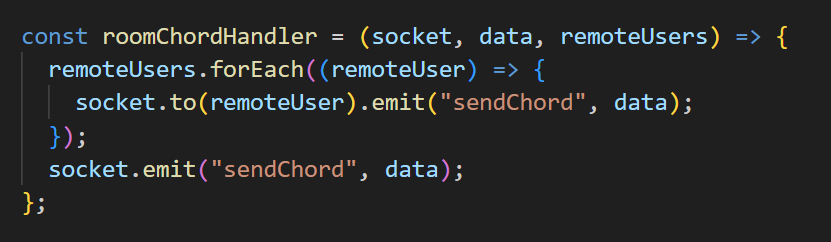 const roomChordHandler = (socket, data, remoteUsers) => {
  remoteUsers.forEach((remoteUser) => {
    socket.to(remoteUser).emit("sendChord", data);
  });
  socket.emit("sendChord", data);
};